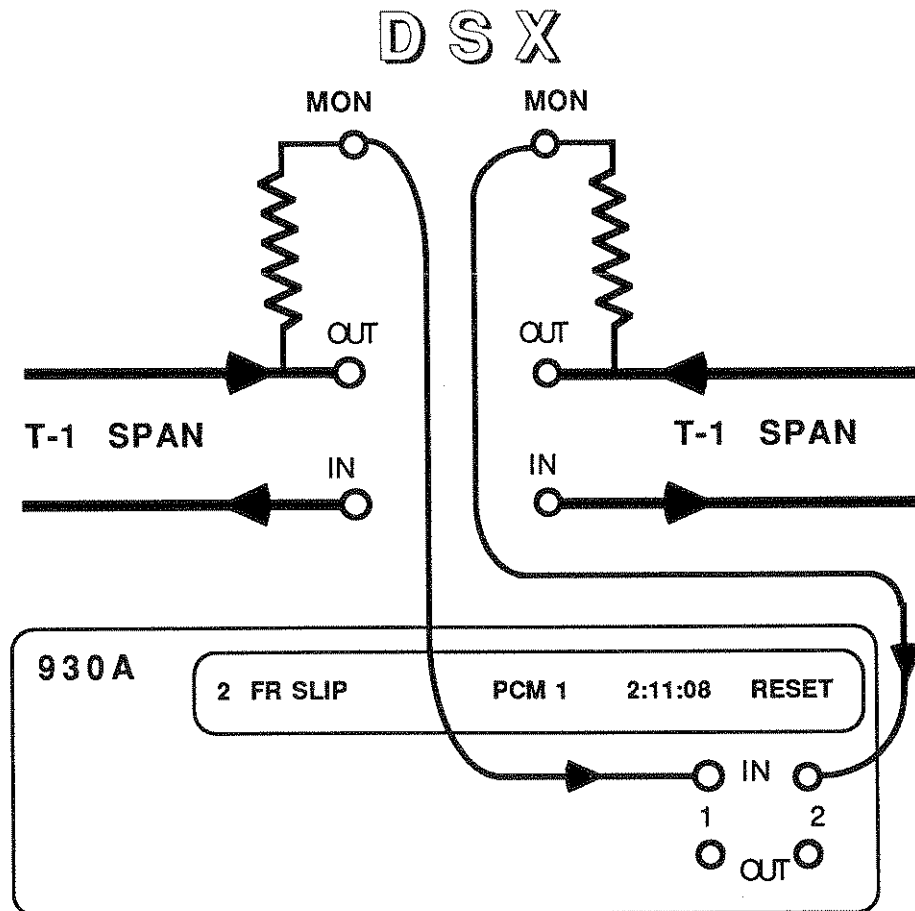 DSX
MON MON
OUT OUT
T-1 SPAN T-1 SPAN
IN IN
930A
2 FR SLIP PCM 1 2:11:08 RESET
IN
1 2
OUT